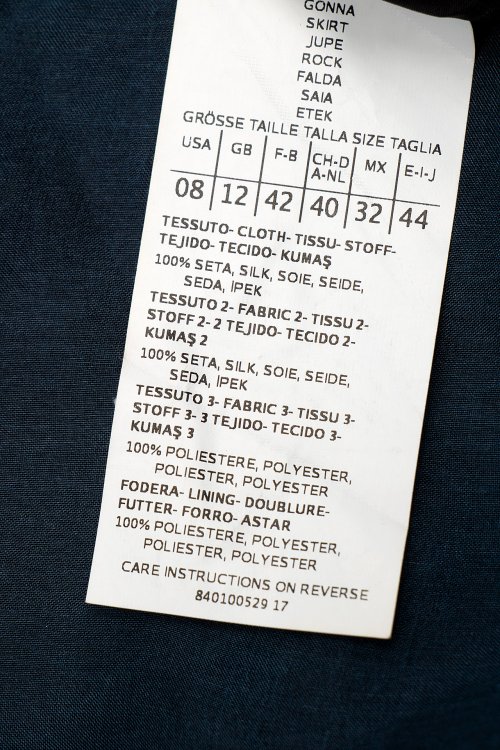 GONNA
SKIRT
JUPE
ROCK
FALDA
SAIA
ETEK
GRÖSSE TAILLE TALLA SIZE TAGLIA
USA GB F-B CH-D A-NL MX E-I-J
08 12 42 40 32 44
TESSUTO- CLOTH- TISSU- STOFF-
TEJIDO- TECIDO- KUMAŞ
100% SETA, SILK, SOIE, SEIDE,
SEDA, İPEK
TESSUTO 2- FABRIC 2- TISSU 2-
STOFF 2- 2 TEJIDO- TECIDO 2-
KUMAŞ 2
100% SETA, SILK, SOIE, SEIDE,
SEDA, İPEK
TESSUTO 3- FABRIC 3- TISSU 3-
STOFF 3- 3 TEJIDO- TECIDO 3-
KUMAŞ 3
100% POLIESTERE, POLYESTER,
POLIESTER, POLYESTER
FODERA- LINING- DOUBLURE-
FUTTER- FORRO- ASTAR
100% POLIESTERE, POLYESTER,
POLIESTER, POLYESTER
CARE INSTRUCTIONS ON REVERSE
840100529 17